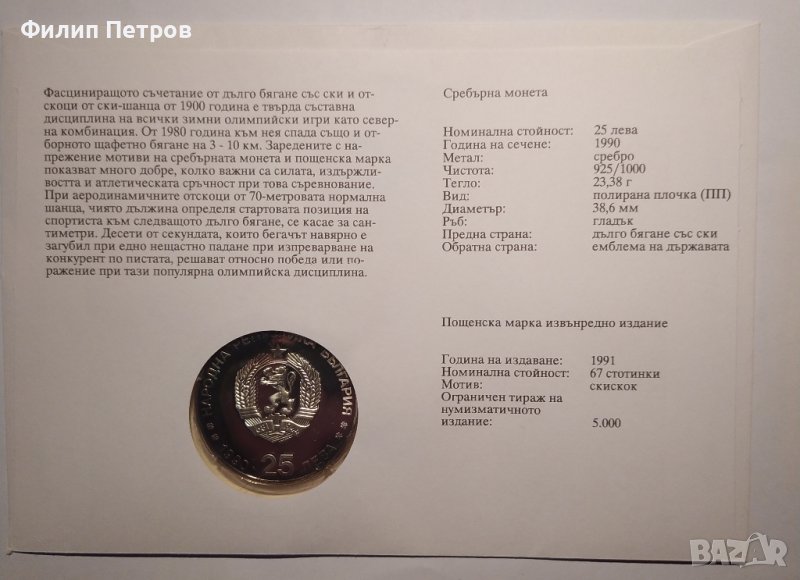 Филип Петров
Фасциниращото съчетание от дълго бягане със ски и от-
скоци от ски-шанца от 1900 година е твърда съставна
дисциплина на всички зимни олимпийски игри като север-
на комбинация. От 1980 година към нея спада също и от-
борното щафетно бягане на 3 - 10 км. Заредените с на-
прежение мотиви на сребърната монета и пощенска марка
показват много добре, колко важни са силата, издържли-
востта и атлетическата сръчност при това съревнование.
При аеродинамичните отскоци от 70-метровата нормална
шанца, чиято дължина определя стартовата позиция на
спортиста към следващото дълго бягане, се касае за сан-
тиметри. Десети от секундата, които бегачът навярно е
загубил при едно нещастно падане при изпреварване на
конкурент по пистата, решават относно победа или по-
ражение при тази популярна олимпийска дисциплина.
Сребърна монета
Номинална стойност: 25 лева
Година на сечене: 1990
Метал: сребро
Чистота: 925/1000
Тегло: 23,38 г
Вид: полирана плочка (ПП)
Диаметър: 38,6 мм
Ръб: гладък
Предна страна: дълго бягане със ски
Обратна страна: емблема на държавата
Пощенска марка извънредно издание
Година на издаване: 1991
Номинална стойност: 67 стотинки
Мотив: скискок
Ограничен тираж на
нумизматичното
издание: 5.000
НАРОДНА РЕПУБЛИКА БЪЛГАРИЯ
25
BAZAR